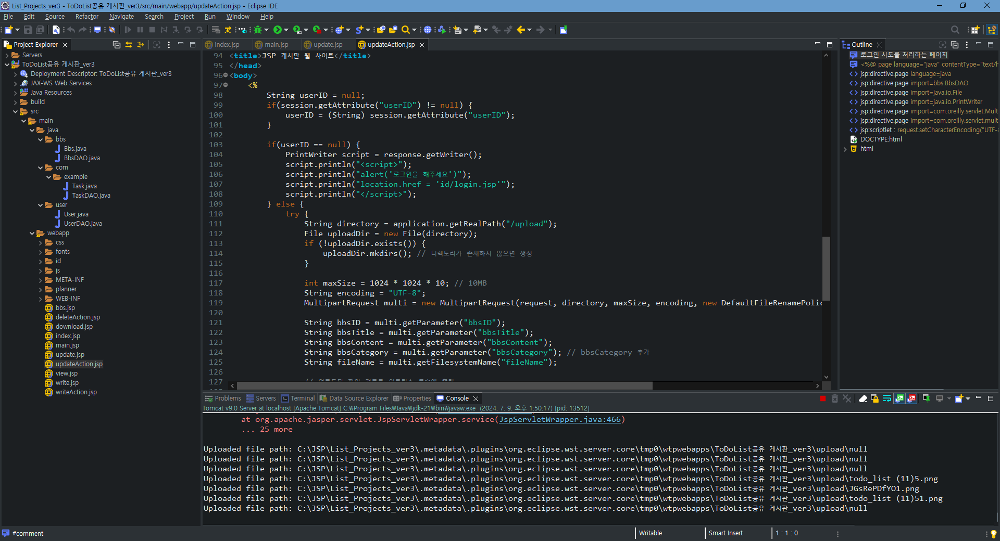 List_Projects_ver3 - ToDoList공유 게시판_ver3/src/main/webapp/updateAction.jsp - Eclipse IDE
File Edit Source Refactor Navigate Search Project Run Window Help
Project Explorer
Servers
ToDoList공유 게시판_ver3
Deployment Descriptor: ToDoList공유 게시판_ver3
JAX-WS Web Services
Java Resources
build
src
main
java
bbs
Bbs.java
BbsDAO.java
com
example
Task.java
TaskDAO.java
user
User.java
UserDAO.java
webapp
css
fonts
id
js
META-INF
planner
WEB-INF
bbs.jsp
deleteAction.jsp
download.jsp
index.jsp
main.jsp
update.jsp
updateAction.jsp
view.jsp
write.jsp
writeAction.jsp
index.jsp main.jsp update.jsp updateAction.jsp
94 <title>JSP 게시판 웹 사이트</title>
95 </head>
96 <body>
97 <%
98 String userID = null;
99 if(session.getAttribute("userID") != null) {
100 userID = (String) session.getAttribute("userID");
101 }
102
103 if(userID == null) {
104 PrintWriter script = response.getWriter();
105 script.println("<script>");
106 script.println("alert('로그인을 해주세요')");
107 script.println("location.href = 'id/login.jsp'");
108 script.println("</script>");
109 } else {
110 try {
111 String directory = application.getRealPath("/upload");
112 File uploadDir = new File(directory);
113 if (!uploadDir.exists()) {
114 uploadDir.mkdirs(); // 디렉토리가 존재하지 않으면 생성
115 }
116
117 int maxSize = 1024 * 1024 * 10; // 10MB
118 String encoding = "UTF-8";
119 MultipartRequest multi = new MultipartRequest(request, directory, maxSize, encoding, new DefaultFileRenamePolic
120
121 String bbsID = multi.getParameter("bbsID");
122 String bbsTitle = multi.getParameter("bbsTitle");
123 String bbsContent = multi.getParameter("bbsContent");
124 String bbsCategory = multi.getParameter("bbsCategory"); // bbsCategory 추가
125 String fileName = multi.getFilesystemName("fileName");
126
127
Outline
로그인 시도를 처리하는 페이지
<%@ page language="java" contentType="text/h
jsp:directive.page language=java
jsp:directive.page import=bbs.BbsDAO
jsp:directive.page import=java.io.File
jsp:directive.page import=java.io.PrintWriter
jsp:directive.page import=com.oreilly.servlet.Mult
jsp:directive.page import=com.oreilly.servlet.mult
jsp:scriptlet : request.setCharacterEncoding("UTF-8
DOCTYPE:html
html
Problems Servers Terminal Data Source Explorer Properties Console
Tomcat v9.0 Server at localhost [Apache Tomcat] C:₩Program Files₩Java₩jdk-21₩bin₩javaw.exe (2024. 7. 9. 오후 1:50:17) [pid: 13512]
at org.apache.jasper.servlet.JspServletWrapper.service(JspServletWrapper.java:466)
... 25 more
Uploaded file path: C:\JSP\List_Projects_ver3\.metadata\.plugins\org.eclipse.wst.server.core\tmp0\wtpwebapps\ToDoList공유 게시판_ver3\upload\null
Uploaded file path: C:\JSP\List_Projects_ver3\.metadata\.plugins\org.eclipse.wst.server.core\tmp0\wtpwebapps\ToDoList공유 게시판_ver3\upload\null
Uploaded file path: C:\JSP\List_Projects_ver3\.metadata\.plugins\org.eclipse.wst.server.core\tmp0\wtpwebapps\ToDoList공유 게시판_ver3\upload\null
Uploaded file path: C:\JSP\List_Projects_ver3\.metadata\.plugins\org.eclipse.wst.server.core\tmp0\wtpwebapps\ToDoList공유 게시판_ver3\upload\todo_list (11)5.png
Uploaded file path: C:\JSP\List_Projects_ver3\.metadata\.plugins\org.eclipse.wst.server.core\tmp0\wtpwebapps\ToDoList공유 게시판_ver3\upload\JGsRePDfYO1.png
Uploaded file path: C:\JSP\List_Projects_ver3\.metadata\.plugins\org.eclipse.wst.server.core\tmp0\wtpwebapps\ToDoList공유 게시판_ver3\upload\todo_list (11)51.png
Uploaded file path: C:\JSP\List_Projects_ver3\.metadata\.plugins\org.eclipse.wst.server.core\tmp0\wtpwebapps\ToDoList공유 게시판_ver3\upload\null
#comment Writable Smart Insert 1 : 1 : 0